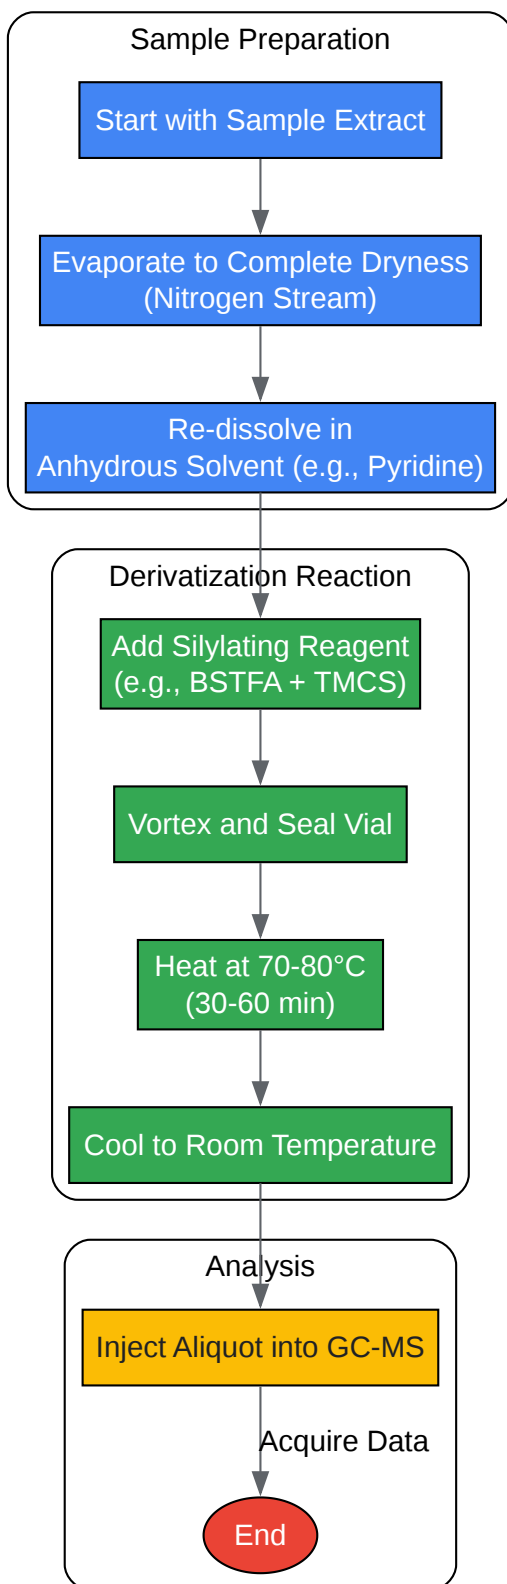 Sample Preparation
Start with Sample Extract
Evaporate to Complete Dryness
(Nitrogen Stream)
Re-dissolve in
Anhydrous Solvent (e.g., Pyridine)
Derivatization Reaction
Add Silylating Reagent
(e.g., BSTFA + TMCS)
Vortex and Seal Vial
Heat at 70-80°C
(30-60 min)
Cool to Room Temperature
Analysis
Inject Aliquot into GC-MS
Acquire Data
End